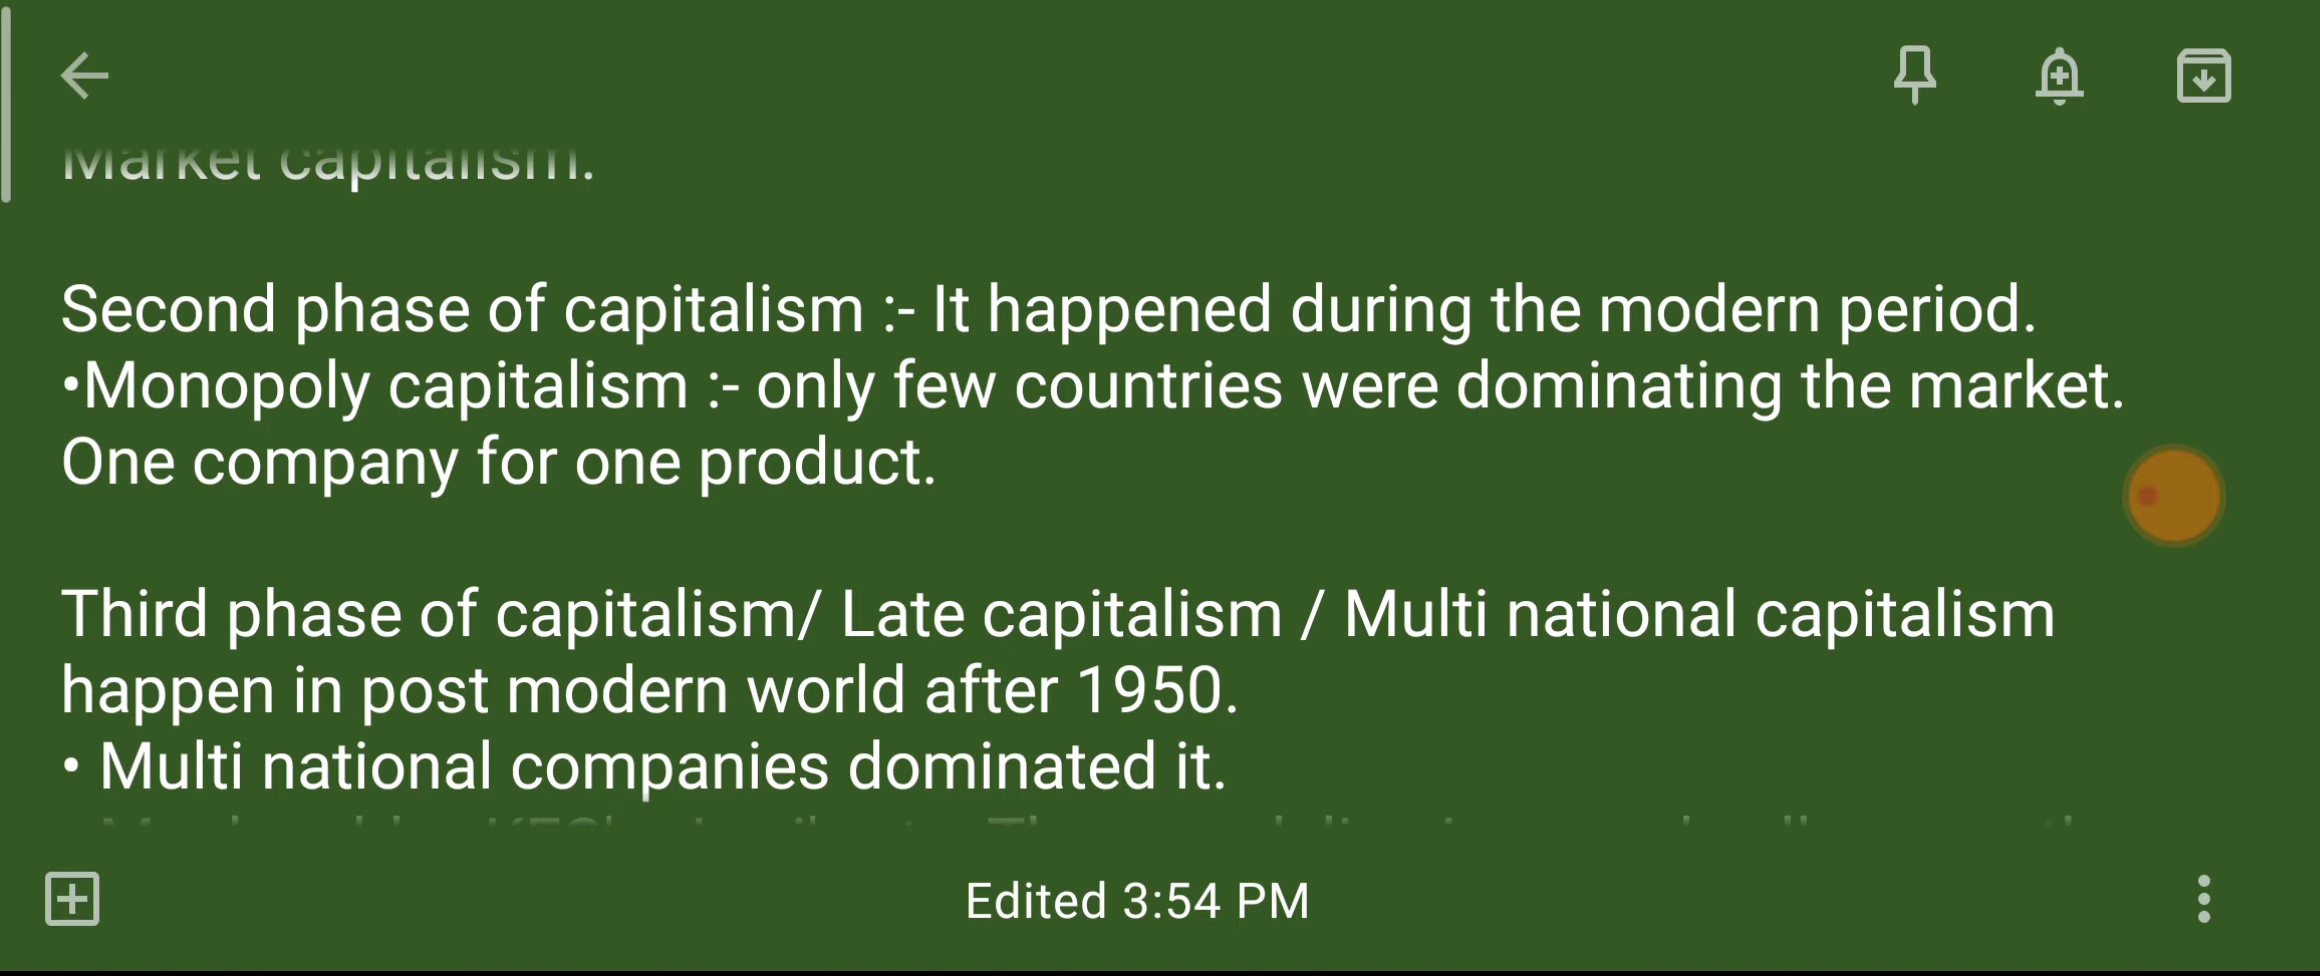 Market capitalism.
Second phase of capitalism :- It happened during the modern period.
•Monopoly capitalism :- only few countries were dominating the market.
One company for one product.
Third phase of capitalism/ Late capitalism / Multi national capitalism
happen in post modern world after 1950.
• Multi national companies dominated it.
Edited 3:54 PM